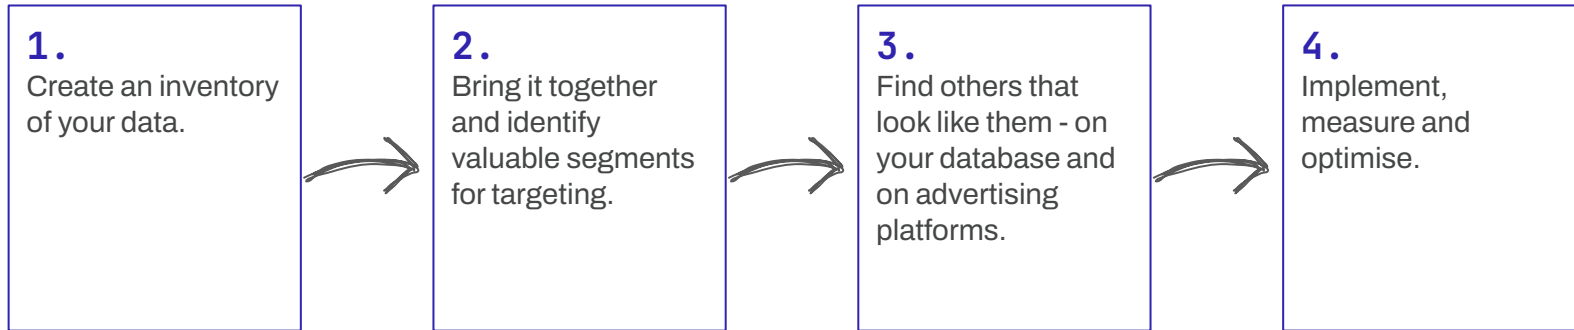 1.
Create an inventory
of your data.
2.
Bring it together
and identify
valuable segments
for targeting.
3.
Find others that
look like them - on
your database and
on advertising
platforms.
4.
Implement,
measure and
optimise.